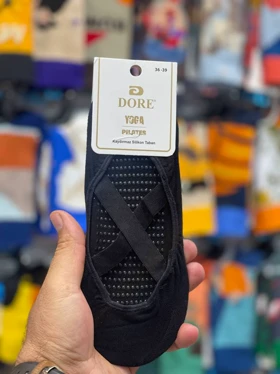 36-39
DORE
YOGA
PILATES
Kaydırmaz Silikon Taban